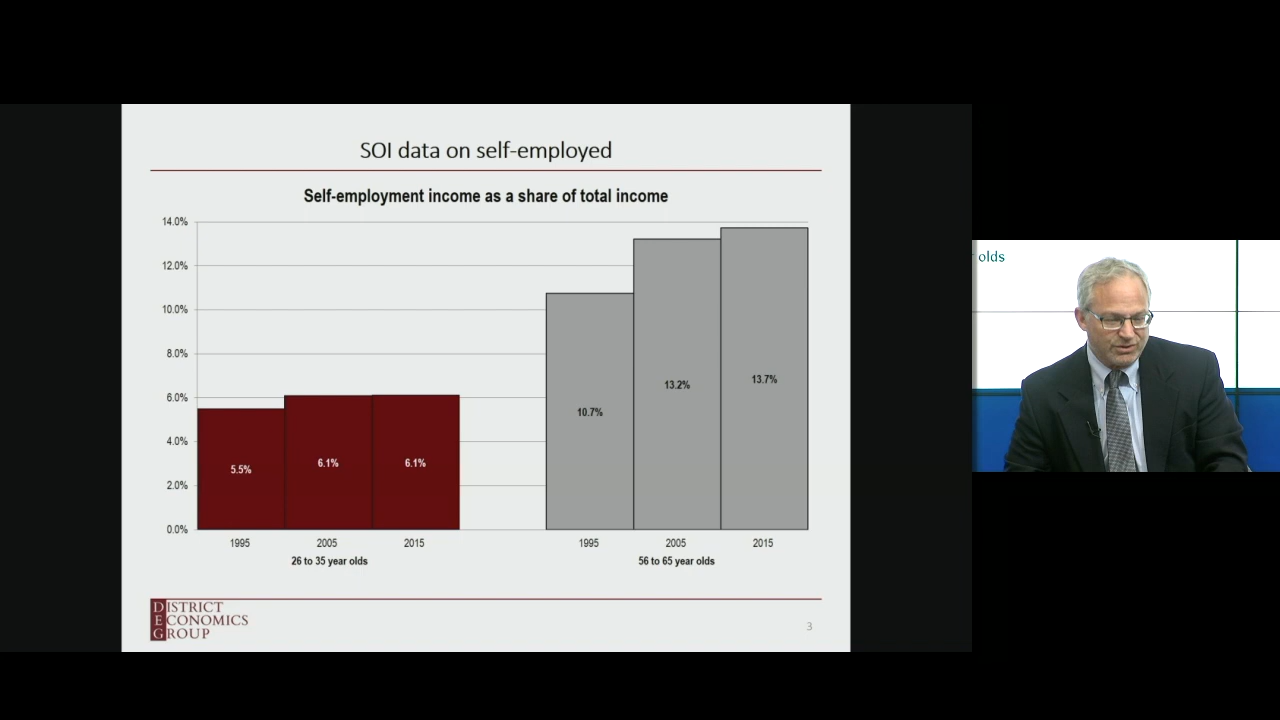 SOI data on self-employed
Self-employment income as a share of total income
14.0%
12.0%
10.0%
8.0%
6.0%
4.0%
2.0%
0.0%
5.5%
6.1%
6.1%
10.7%
13.2%
13.7%
1995 2005 2015 1995 2005 2015
26 to 35 year olds 56 to 65 year olds
DISTRICT
ECONOMICS
GROUP
3
olds